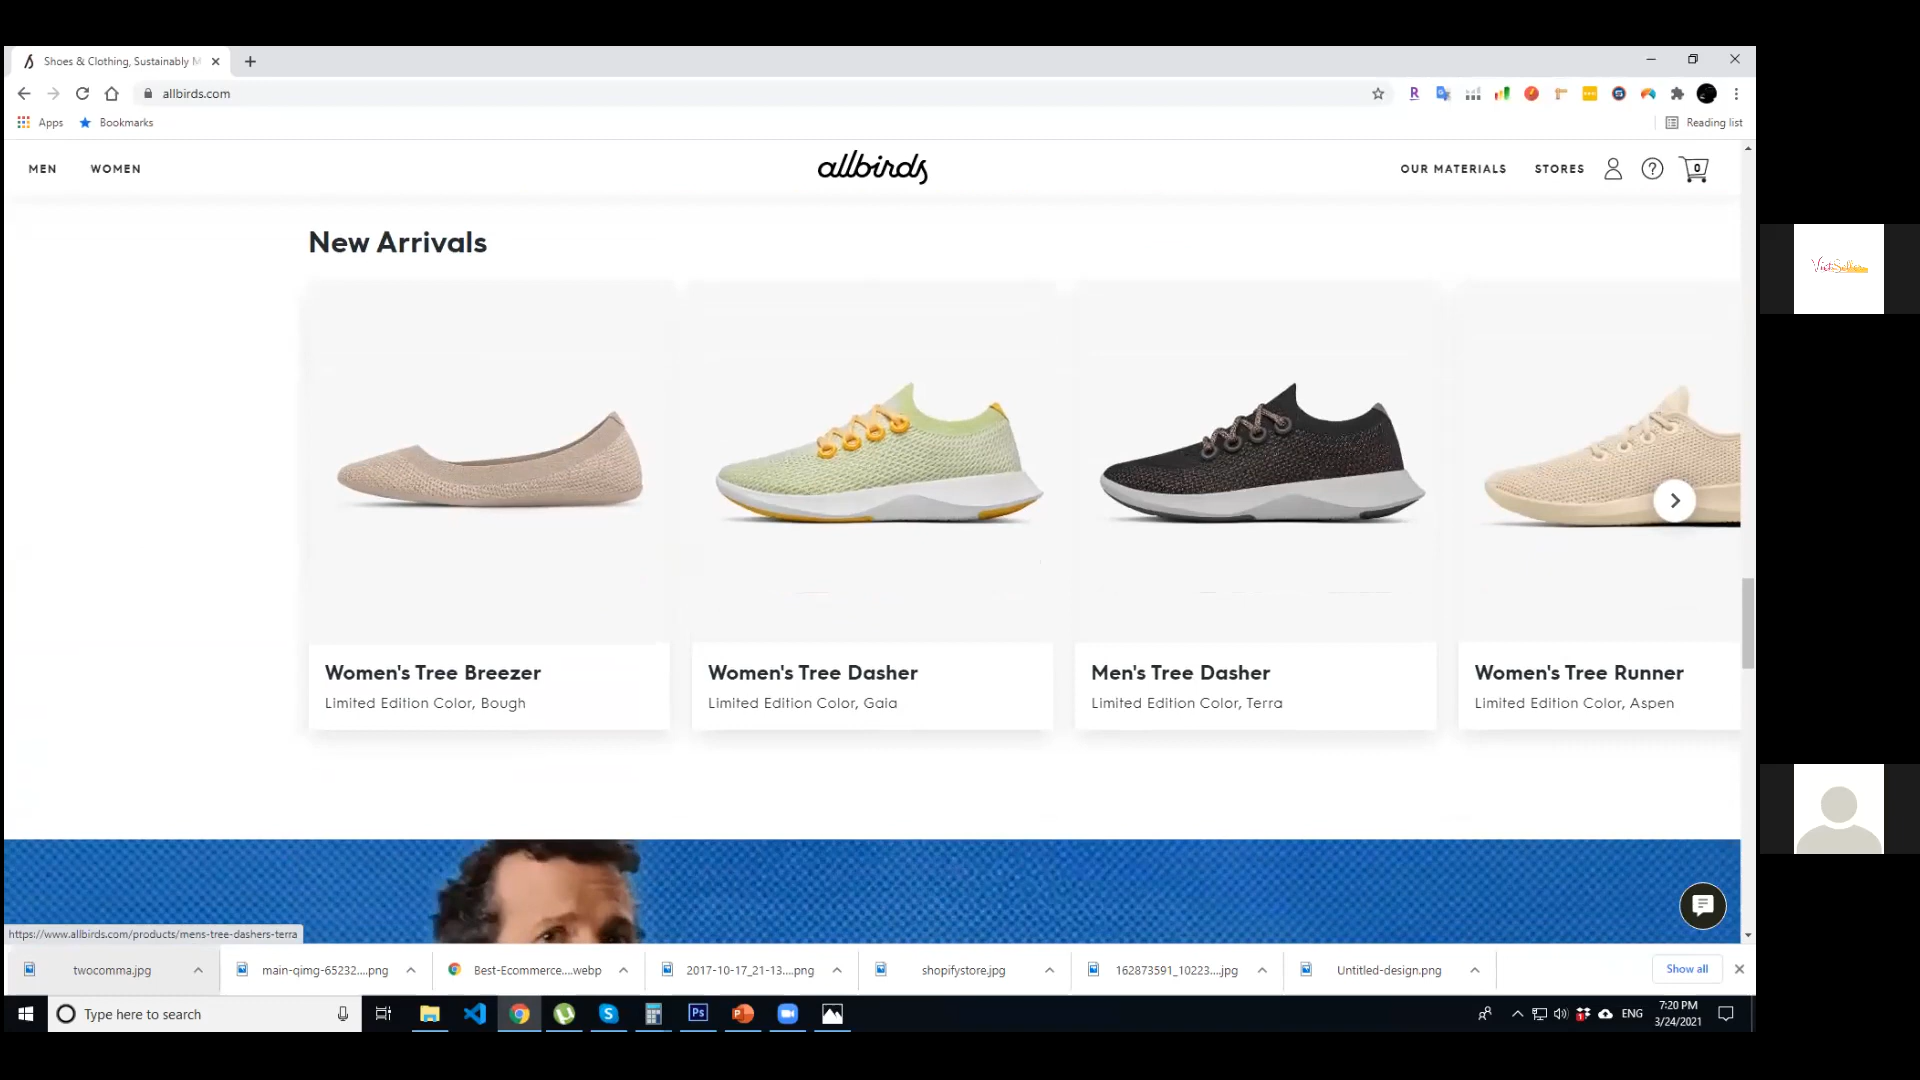 Shoes & Clothing, Sustainably M
allbirds.com
Apps
Bookmarks
Reading list
MEN
WOMEN
allbirds
OUR MATERIALS
STORES
0
New Arrivals
Women's Tree Breezer
Limited Edition Color, Bough
Women's Tree Dasher
Limited Edition Color, Gaia
Men's Tree Dasher
Limited Edition Color, Terra
Women's Tree Runner
Limited Edition Color, Aspen
https://www.allbirds.com/products/mens-tree-dashers-terra
twocomma.jpg
main-qimg-65232....png
Best-Ecommerce....webp
2017-10-17_21-13....png
shopifystore.jpg
162873591_10223....jpg
Untitled-design.png
Show all
Type here to search
ENG
7:20 PM
3/24/2021